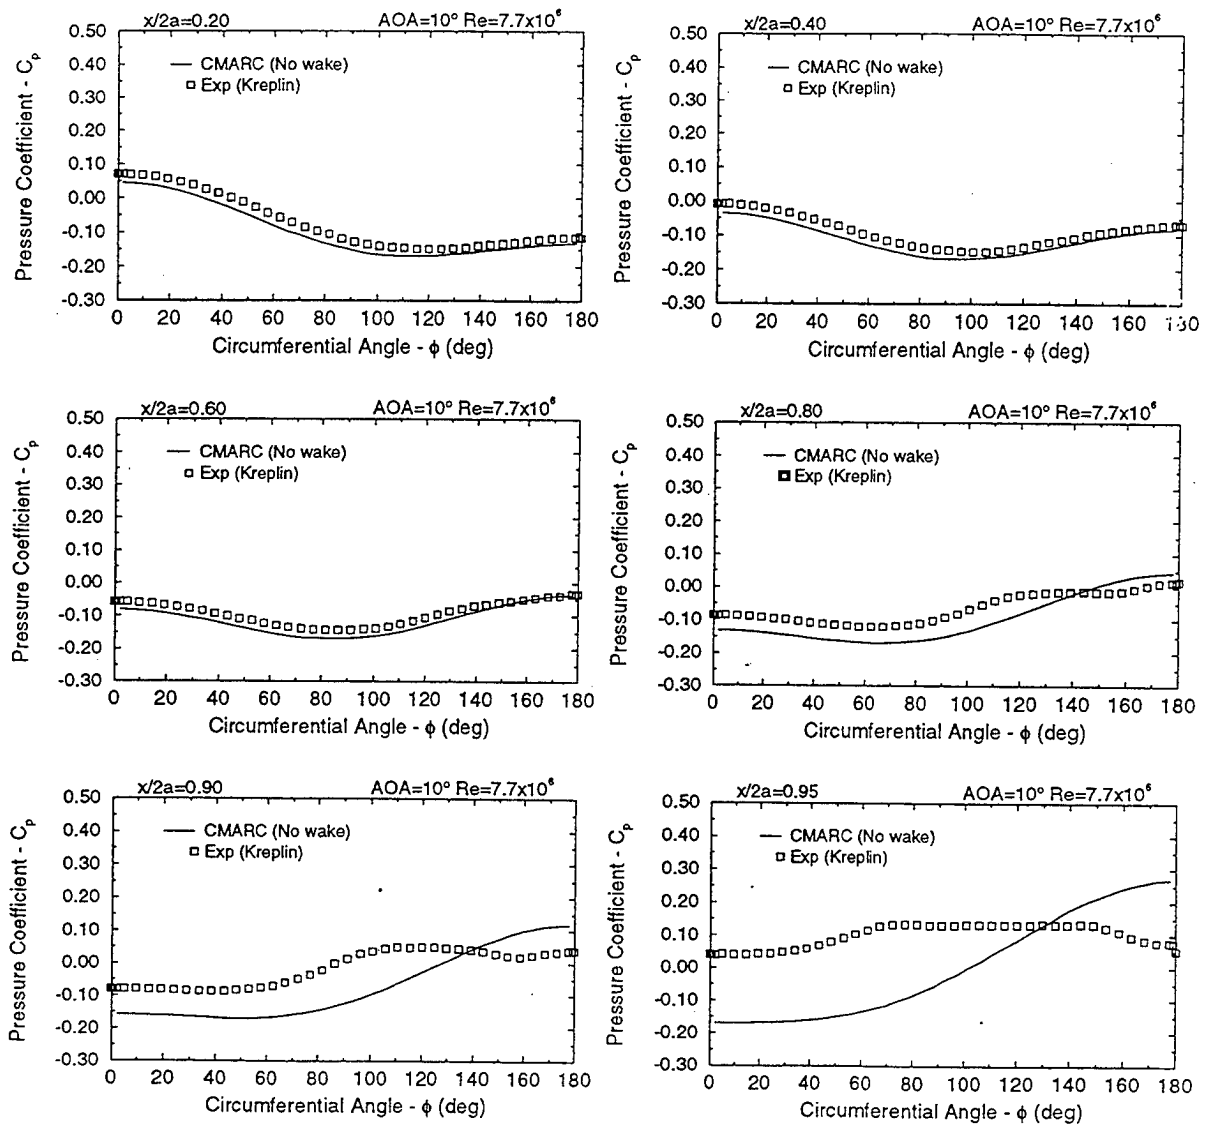 x/2a=0.20 AOA=10° Re=7.7x10⁶
0.50
0.40
0.30
0.20
0.10
0.00
-0.10
-0.20
-0.30
Pressure Coefficient - Cp
CMARC (No wake)
Exp (Kreplin)
0 20 40 60 80 100 120 140 160 180
Circumferential Angle - ϕ (deg)
x/2a=0.40 AOA=10° Re=7.7x10⁶
0.50
0.40
0.30
0.20
0.10
0.00
-0.10
-0.20
-0.30
Pressure Coefficient - Cp
CMARC (No wake)
Exp (Kreplin)
0 20 40 60 80 100 120 140 160 180
Circumferential Angle - ϕ (deg)
x/2a=0.60 AOA=10° Re=7.7x10⁶
0.50
0.40
0.30
0.20
0.10
0.00
-0.10
-0.20
-0.30
Pressure Coefficient - Cp
CMARC (No wake)
Exp (Kreplin)
0 20 40 60 80 100 120 140 160 180
Circumferential Angle - ϕ (deg)
x/2a=0.80 AOA=10° Re=7.7x10⁶
0.50
0.40
0.30
0.20
0.10
0.00
-0.10
-0.20
-0.30
Pressure Coefficient - Cp
CMARC (No wake)
Exp (Kreplin)
0 20 40 60 80 100 120 140 160 180
Circumferential Angle - ϕ (deg)
x/2a=0.90 AOA=10° Re=7.7x10⁶
0.50
0.40
0.30
0.20
0.10
0.00
-0.10
-0.20
-0.30
Pressure Coefficient - Cp
CMARC (No wake)
Exp (Kreplin)
0 20 40 60 80 100 120 140 160 180
Circumferential Angle - ϕ (deg)
x/2a=0.95 AOA=10° Re=7.7x10⁶
0.50
0.40
0.30
0.20
0.10
0.00
-0.10
-0.20
-0.30
Pressure Coefficient - Cp
CMARC (No wake)
Exp (Kreplin)
0 20 40 60 80 100 120 140 160 180
Circumferential Angle - ϕ (deg)